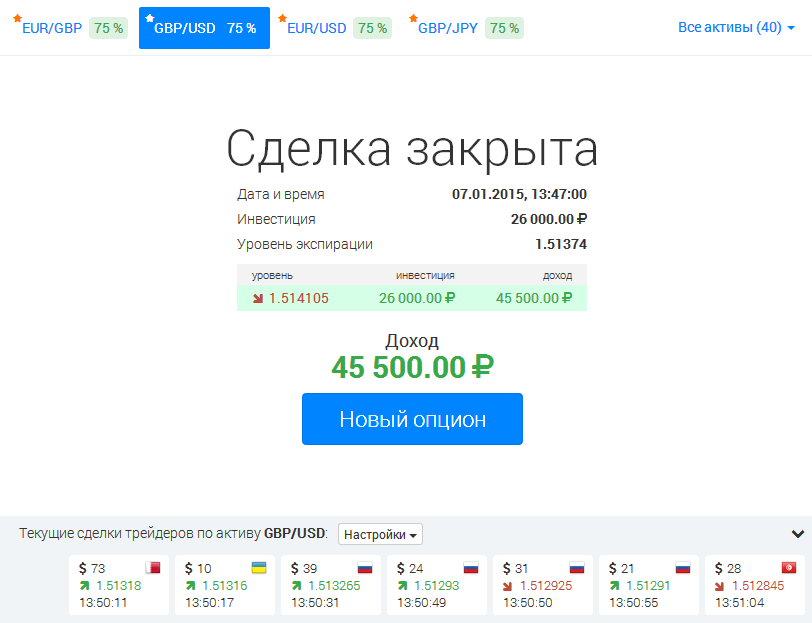 EUR/GBP 75 % GBP/USD 75 % EUR/USD 75 % GBP/JPY 75 % Все активы (40)
Сделка закрыта
Дата и время 07.01.2015, 13:47:00
Инвестиция 26 000.00 ₽
Уровень экспирации 1.51374
уровень инвестиция доход
1.514105 26 000.00 ₽ 45 500.00 ₽
Доход
45 500.00 ₽
Новый опцион
Текущие сделки трейдеров по активу GBP/USD: Настройки
$ 73 $ 10 $ 39 $ 24 $ 31 $ 21 $ 28
1.51318 1.51316 1.513265 1.51293 1.512925 1.51291 1.512845
13:50:11 13:50:17 13:50:31 13:50:49 13:50:50 13:50:55 13:51:04